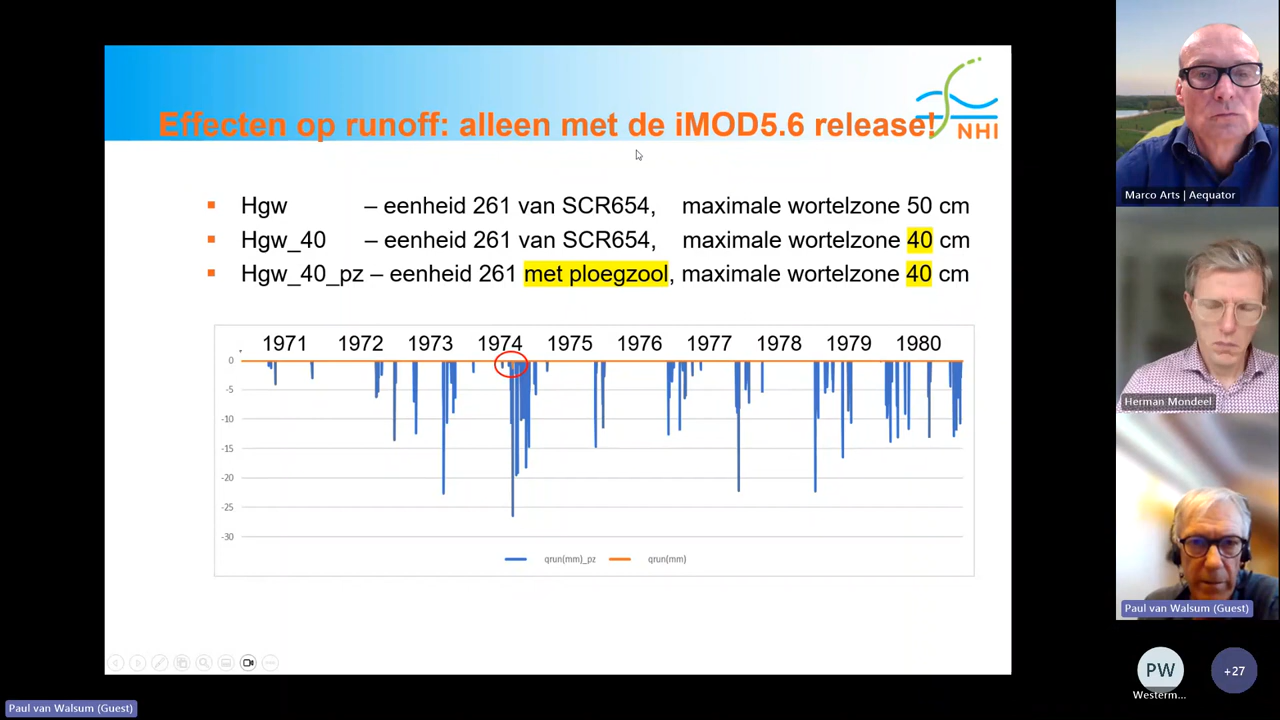 Effecten op runoff: alleen met de iMOD5.6 release!
NHI
Hgw – eenheid 261 van SCR654, maximale wortelzone 50 cm
Hgw_40 – eenheid 261 van SCR654, maximale wortelzone 40 cm
Hgw_40_pz – eenheid 261 met ploegzool, maximale wortelzone 40 cm
1971 1972 1973 1974 1975 1976 1977 1978 1979 1980
0
-5
-10
-15
-20
-25
-30
qrun(mm)_pz qrun(mm)
Marco Arts | Aequator
Herman Mondeel
Paul van Walsum (Guest)
PW
+27
Westerm...
Paul van Walsum (Guest)